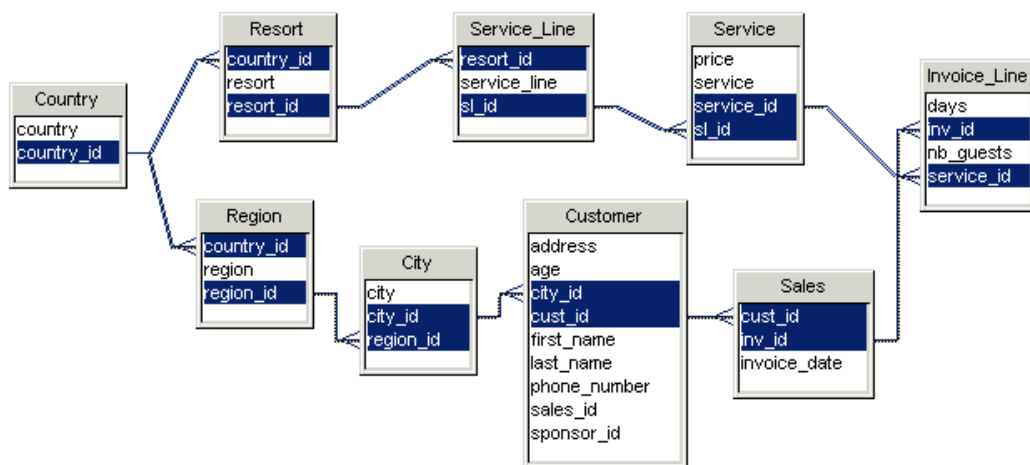 Resort
country_id
resort
resort_id
Service_Line
resort_id
service_line
sl_id
Service
price
service
service_id
sl_id
Invoice_Line
days
inv_id
nb_guests
service_id
Country
country
country_id
Region
country_id
region
region_id
City
city
city_id
region_id
Customer
address
age
city_id
cust_id
first_name
last_name
phone_number
sales_id
sponsor_id
Sales
cust_id
inv_id
invoice_date